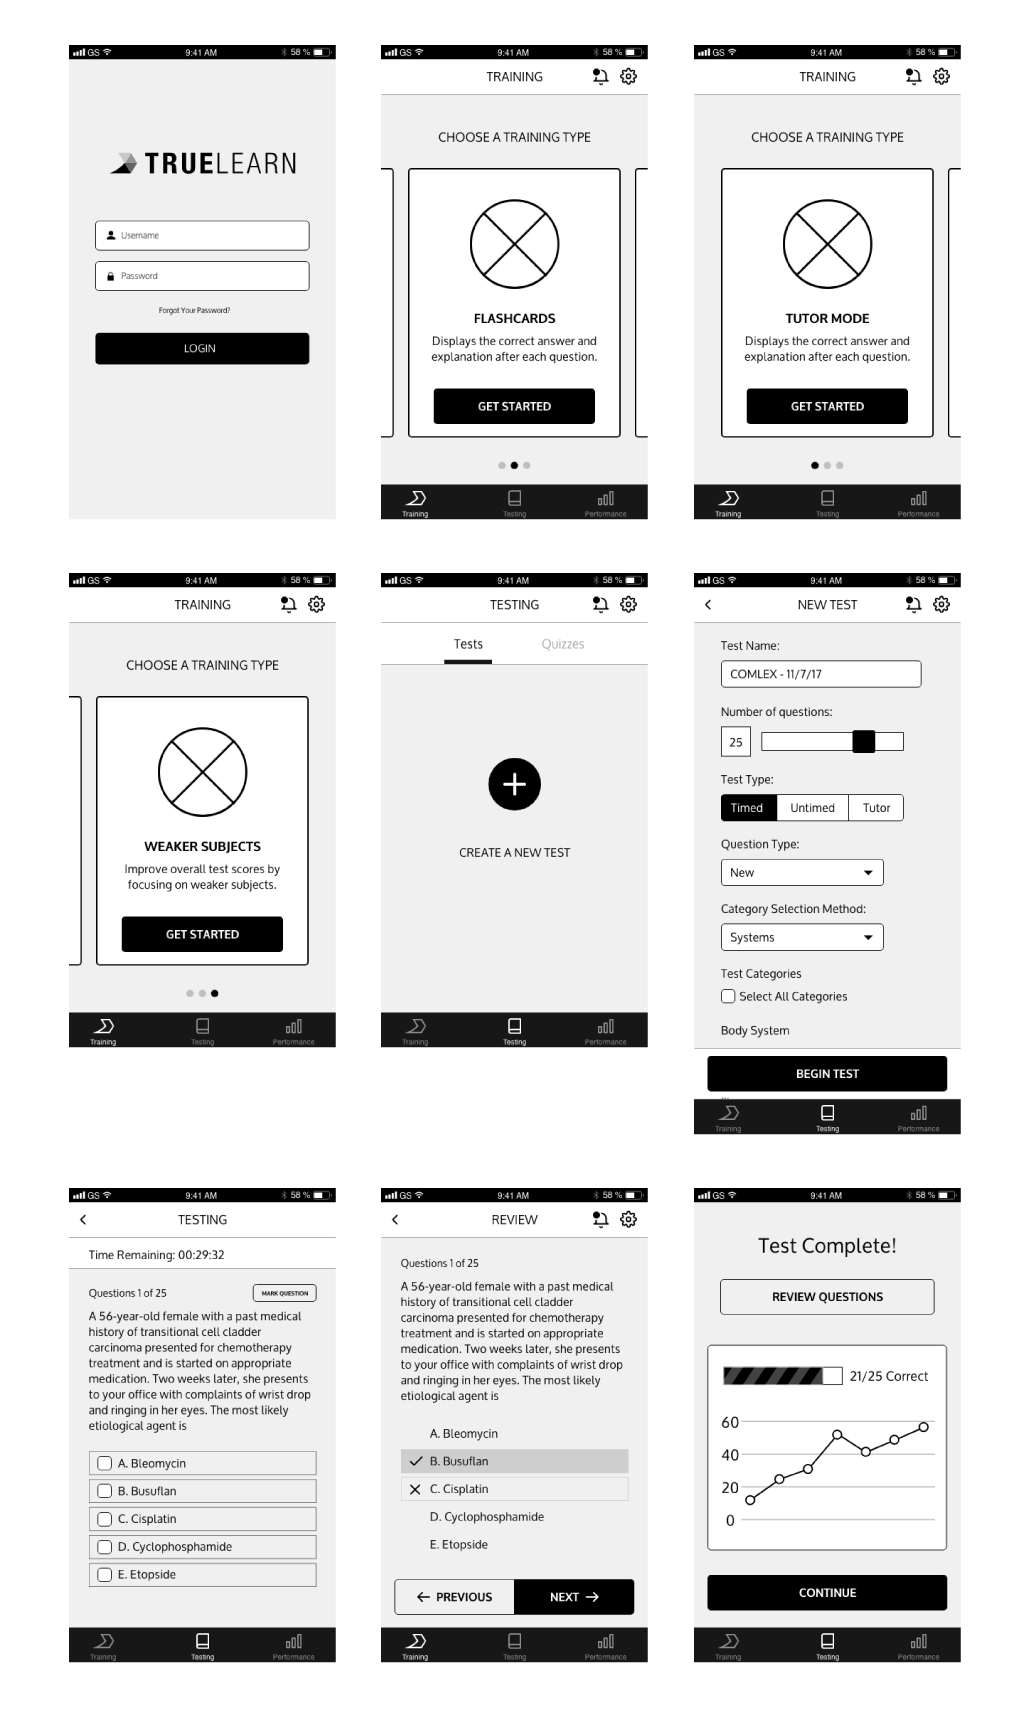 GS 9:41 AM 58 %
TRUELEARN
Username
Password
Forgot Your Password?
LOGIN
GS 9:41 AM 58 %
TRAINING
CHOOSE A TRAINING TYPE
FLASHCARDS
Displays the correct answer and
explanation after each question.
GET STARTED
Training Testing Performance
GS 9:41 AM 58 %
TRAINING
CHOOSE A TRAINING TYPE
TUTOR MODE
Displays the correct answer and
explanation after each question.
GET STARTED
Training Testing Performance
GS 9:41 AM 58 %
TRAINING
CHOOSE A TRAINING TYPE
WEAKER SUBJECTS
Improve overall test scores by
focusing on weaker subjects.
GET STARTED
Training Testing Performance
GS 9:41 AM 58 %
TESTING
Tests Quizzes
CREATE A NEW TEST
Training Testing Performance
GS 9:41 AM 58 %
NEW TEST
Test Name:
COMLEX - 11/7/17
Number of questions:
25
Test Type:
Timed Untimed Tutor
Question Type:
New
Category Selection Method:
Systems
Test Categories
Select All Categories
Body System
BEGIN TEST
Training Testing Performance
GS 9:41 AM 58 %
TESTING
Time Remaining: 00:29:32
Questions 1 of 25 MARK QUESTION
A 56-year-old female with a past medical
history of transitional cell cladder
carcinoma presented for chemotherapy
treatment and is started on appropriate
medication. Two weeks later, she presents
to your office with complaints of wrist drop
and ringing in her eyes. The most likely
etiological agent is
A. Bleomycin
B. Busuflan
C. Cisplatin
D. Cyclophosphamide
E. Etopside
Training Testing Performance
GS 9:41 AM 58 %
REVIEW
Questions 1 of 25
A 56-year-old female with a past medical
history of transitional cell cladder
carcinoma presented for chemotherapy
treatment and is started on appropriate
medication. Two weeks later, she presents
to your office with complaints of wrist drop
and ringing in her eyes. The most likely
etiological agent is
A. Bleomycin
B. Busuflan
C. Cisplatin
D. Cyclophosphamide
E. Etopside
PREVIOUS NEXT
Training Testing Performance
GS 9:41 AM 58 %
Test Complete!
REVIEW QUESTIONS
21/25 Correct
60
40
20
0
CONTINUE
Training Testing Performance